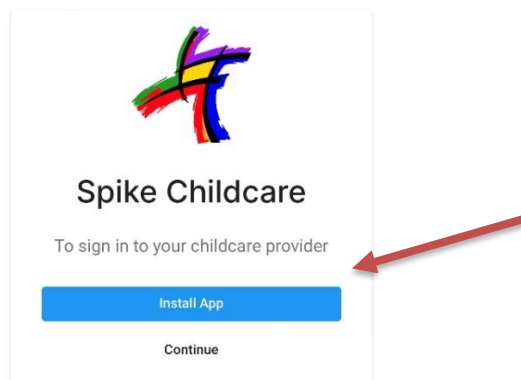 Spike Childcare
To sign in to your childcare provider
Install App
Continue